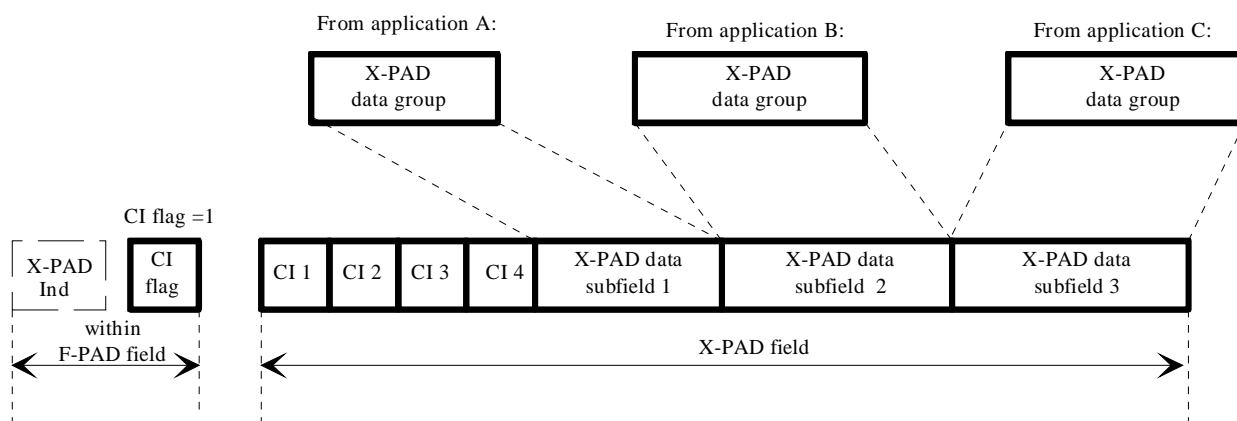 From application A:
From application B:
From application C:
X-PAD
data group
X-PAD
data group
X-PAD
data group
CI flag =1
X-PAD
Ind
CI
flag
CI 1
CI 2
CI 3
CI 4
X-PAD data
subfield 1
X-PAD data
subfield 2
X-PAD data
subfield 3
within
F-PAD field
X-PAD field